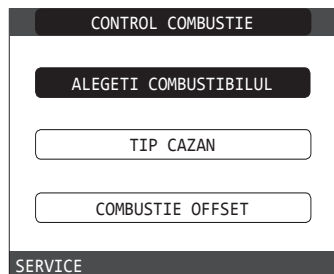 CONTROL COMBUSTIE
ALEGETI COMBUSTIBILUL
TIP CAZAN
COMBUSTIE OFFSET
SERVICE